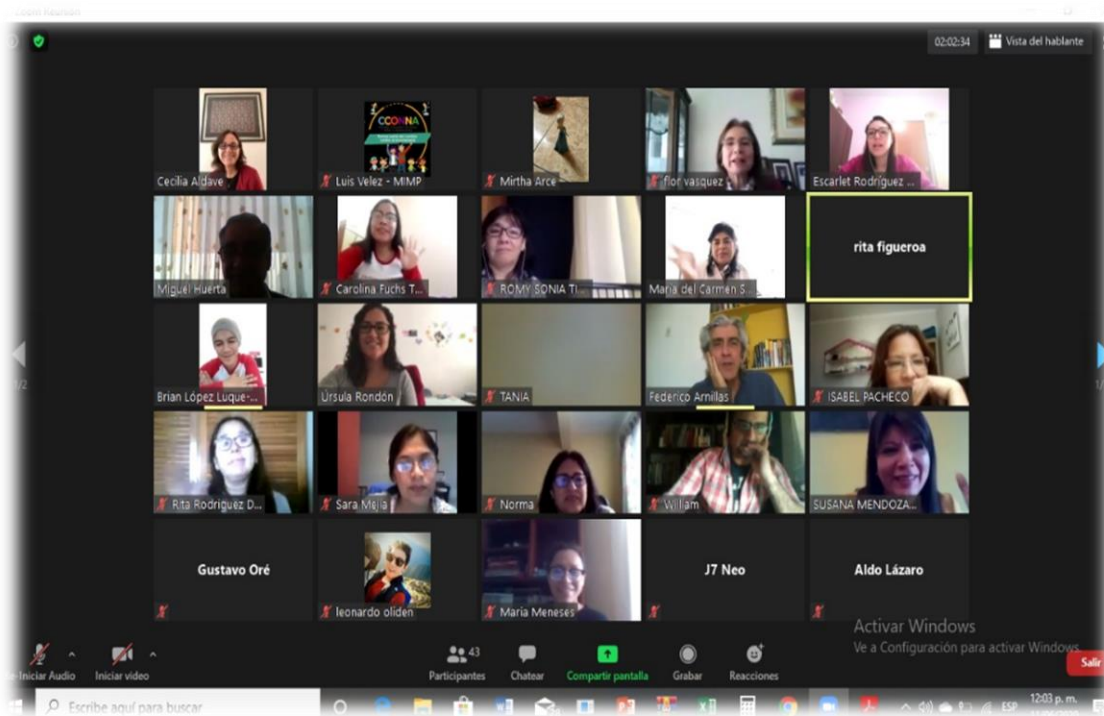 02:02:34
Vista del hablante
CCONNA
Cecilia Aldave
Luis Velez - MIMP
Mirtha Arce
flor vasquez
Escarlet Rodríguez ...
rita figueroa
Miguel Huerta
Carolina Fuchs T...
ROMY SONIA TI...
Maria del Carmen S...
Brian López Luque-...
Úrsula Rondón
TANIA
Federico Arnillas
ISABEL PACHECO
1/2
Rita Rodriguez D...
Sara Mejia
Norma
William
SUSANA MENDOZA...
Gustavo Oré
leonardo oliden
Maria Meneses
J7 Neo
Aldo Lázaro
Activar Windows
Ve a Configuración para activar Windows.
Iniciar Audio
Iniciar video
43
Participantes
Chatear
Compartir pantalla
Grabar
Reacciones
Salir
Escribe aquí para buscar
ESP
12:03 p. m.